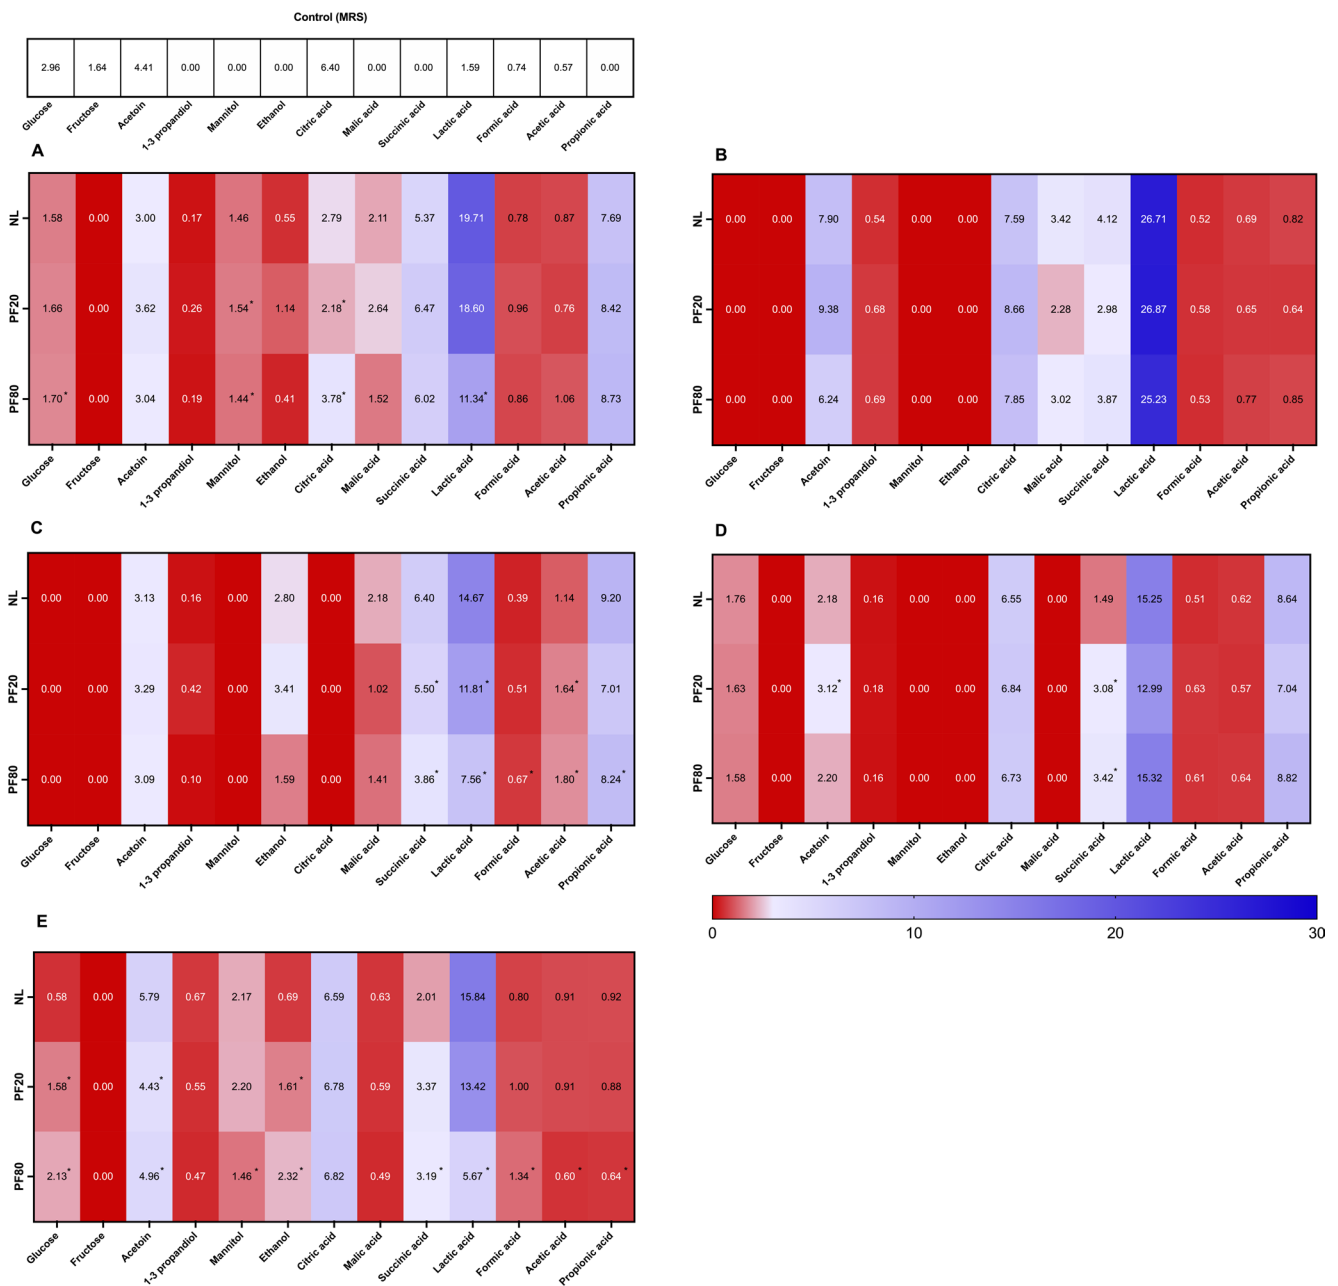 Control (MRS)
2.96 1.64 4.41 0.00 0.00 0.00 6.40 0.00 0.00 1.59 0.74 0.57 0.00
Glucose Fructose Acetoin 1-3 propandiol Mannitol Ethanol Citric acid Malic acid Succinic acid Lactic acid Formic acid Acetic acid Propionic acid
A
NL 1.58 0.00 3.00 0.17 1.46 0.55 2.79 2.11 5.37 19.71 0.78 0.87 7.69
PF20 1.66 0.00 3.62 0.26 1.54* 1.14 2.18* 2.64 6.47 18.60 0.96 0.76 8.42
PF80 1.70* 0.00 3.04 0.19 1.44* 0.41 3.78* 1.52 6.02 11.34* 0.86 1.06 8.73
Glucose Fructose Acetoin 1-3 propandiol Mannitol Ethanol Citric acid Malic acid Succinic acid Lactic acid Formic acid Acetic acid Propionic acid
B
NL 0.00 0.00 7.90 0.54 0.00 0.00 7.59 3.42 4.12 26.71 0.52 0.69 0.82
PF20 0.00 0.00 9.38 0.68 0.00 0.00 8.66 2.28 2.98 26.87 0.58 0.65 0.64
PF80 0.00 0.00 6.24 0.69 0.00 0.00 7.85 3.02 3.87 25.23 0.53 0.77 0.85
Glucose Fructose Acetoin 1-3 propandiol Mannitol Ethanol Citric acid Malic acid Succinic acid Lactic acid Formic acid Acetic acid Propionic acid
C
NL 0.00 0.00 3.13 0.16 0.00 2.80 0.00 2.18 6.40 14.67 0.39 1.14 9.20
PF20 0.00 0.00 3.29 0.42 0.00 3.41 0.00 1.02 5.50* 11.81* 0.51 1.64* 7.01
PF80 0.00 0.00 3.09 0.10 0.00 1.59 0.00 1.41 3.86* 7.56* 0.67* 1.80* 8.24*
Glucose Fructose Acetoin 1-3 propandiol Mannitol Ethanol Citric acid Malic acid Succinic acid Lactic acid Formic acid Acetic acid Propionic acid
D
NL 1.76 0.00 2.18 0.16 0.00 0.00 6.55 0.00 1.49 15.25 0.51 0.62 8.64
PF20 1.63 0.00 3.12* 0.18 0.00 0.00 6.84 0.00 3.08* 12.99 0.63 0.57 7.04
PF80 1.58 0.00 2.20 0.16 0.00 0.00 6.73 0.00 3.42* 15.32 0.61 0.64 8.82
Glucose Fructose Acetoin 1-3 propandiol Mannitol Ethanol Citric acid Malic acid Succinic acid Lactic acid Formic acid Acetic acid Propionic acid
0 10 20 30
E
NL 0.58 0.00 5.79 0.67 2.17 0.69 6.59 0.63 2.01 15.84 0.80 0.91 0.92
PF20 1.58* 0.00 4.43* 0.55 2.20 1.61* 6.78 0.59 3.37 13.42 1.00 0.91 0.88
PF80 2.13* 0.00 4.96* 0.47 1.46* 2.32* 6.82 0.49 3.19* 5.67* 1.34* 0.60* 0.64*
Glucose Fructose Acetoin 1-3 propandiol Mannitol Ethanol Citric acid Malic acid Succinic acid Lactic acid Formic acid Acetic acid Propionic acid